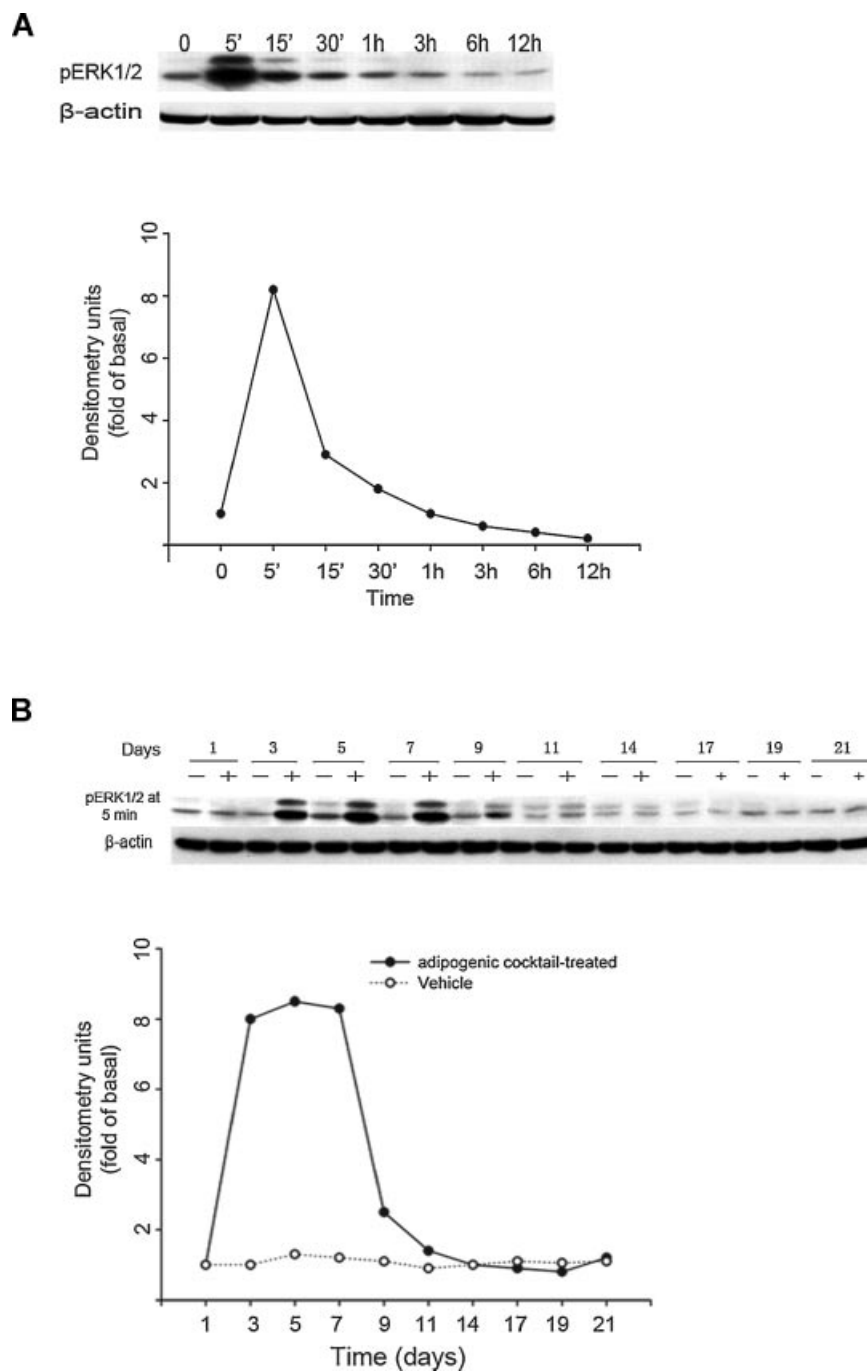 A
0 5' 15' 30' 1h 3h 6h 12h
pERK1/2
β-actin
10
8
6
4
2
Densitometry units
(fold of basal)
0 5' 15' 30' 1h 3h 6h 12h
Time
B
Days 1 3 5 7 9 11 14 17 19 21
— + — + — + — + — + — + — + — + — + — +
pERK1/2 at
5 min
β-actin
10
8
6
4
2
Densitometry units
(fold of basal)
adipogenic cocktail-treated
Vehicle
1 3 5 7 9 11 14 17 19 21
Time (days)